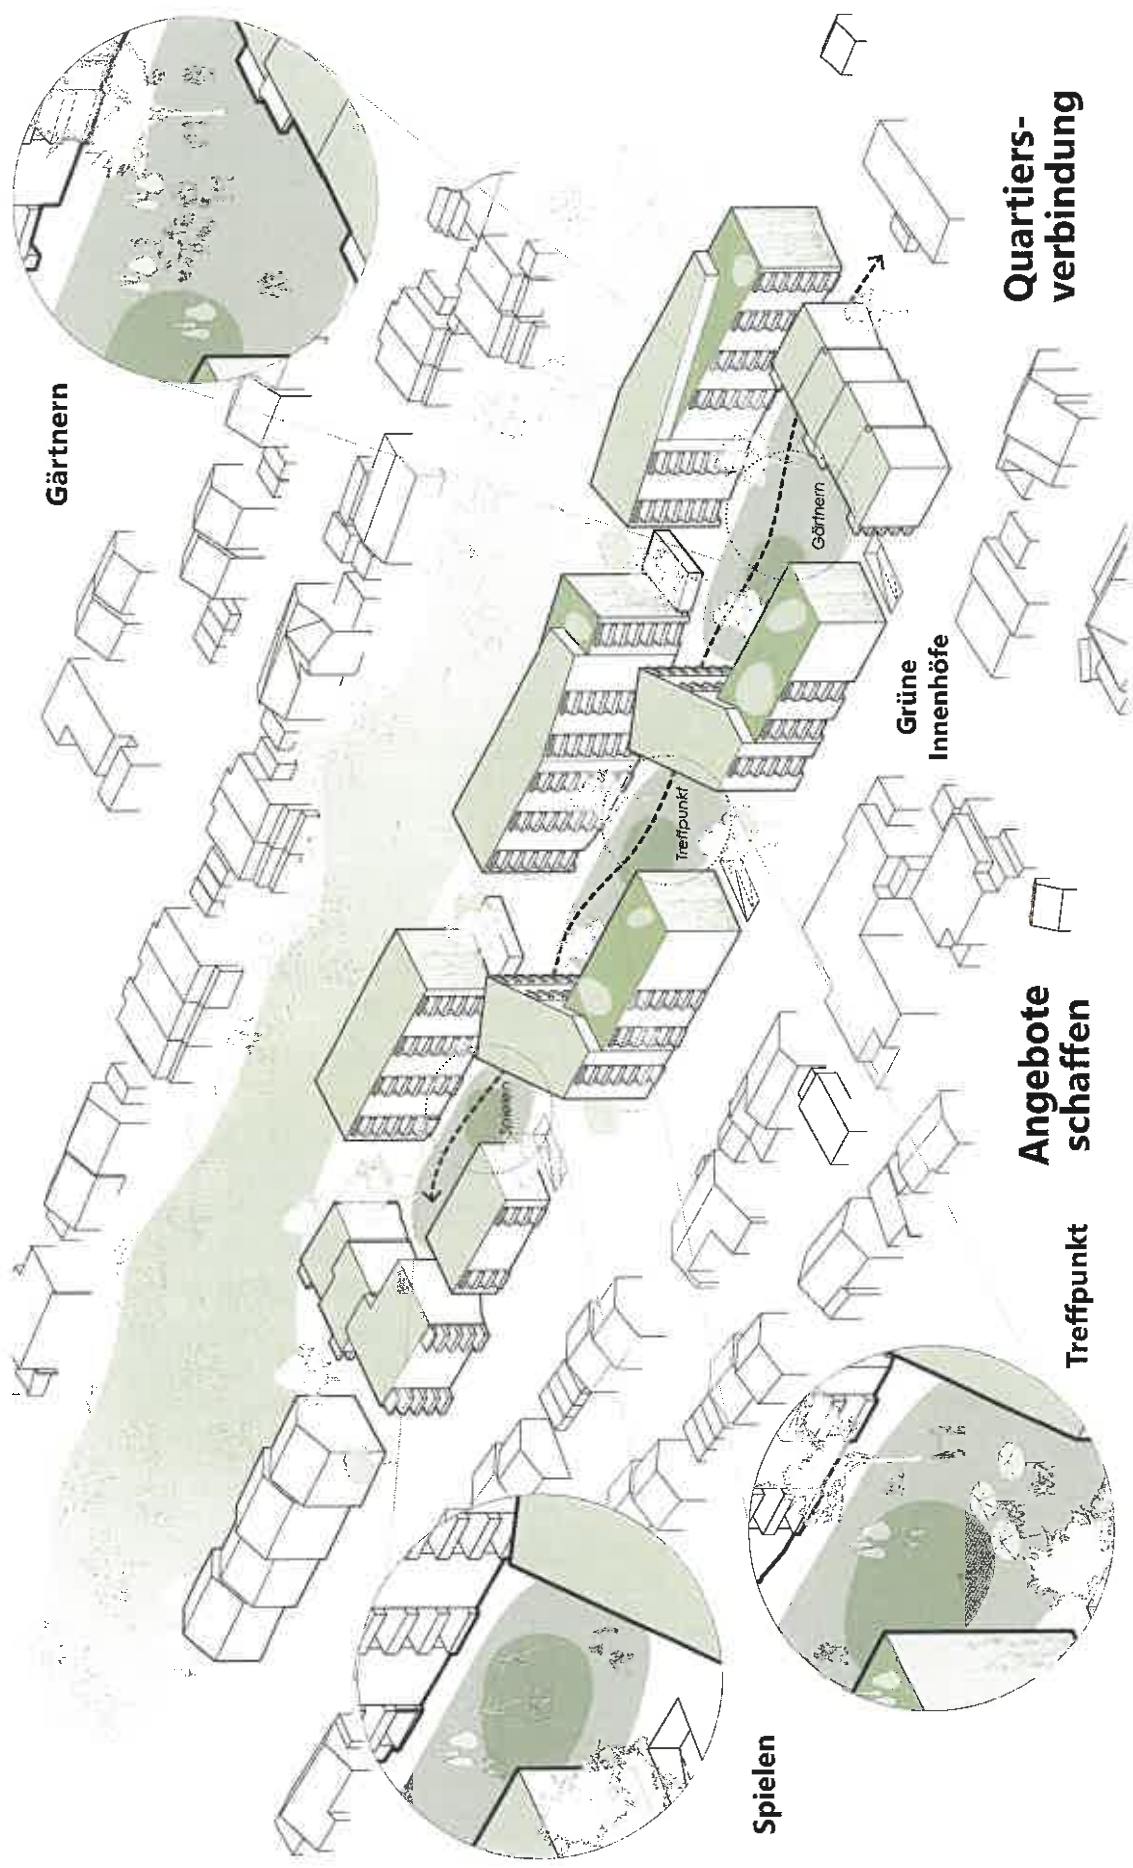 Gärtnern
Spielen
Treffpunkt
Spielen
Gärtnern
Grüne
Innenhöfe
Treffpunkt
Angebote
schaffen
Quartiers-
verbindung